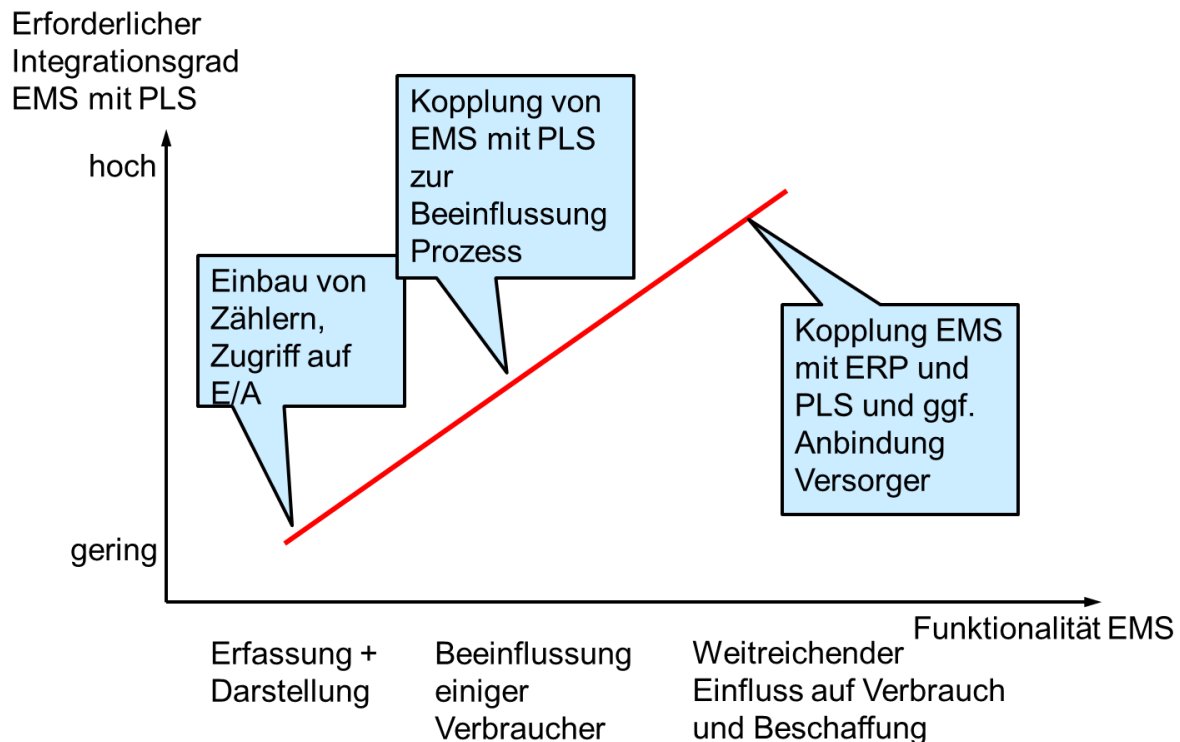 Erforderlicher
Integrationsgrad
EMS mit PLS
hoch
gering
Einbau von
Zählern,
Zugriff auf
E/A
Kopplung von
EMS mit PLS
zur
Beeinflussung
Prozess
Kopplung EMS
mit ERP und
PLS und ggf.
Anbindung
Versorger
Funktionalität EMS
Erfassung +
Darstellung
Beeinflussung
einiger
Verbraucher
Weitreichender
Einfluss auf Verbrauch
und Beschaffung